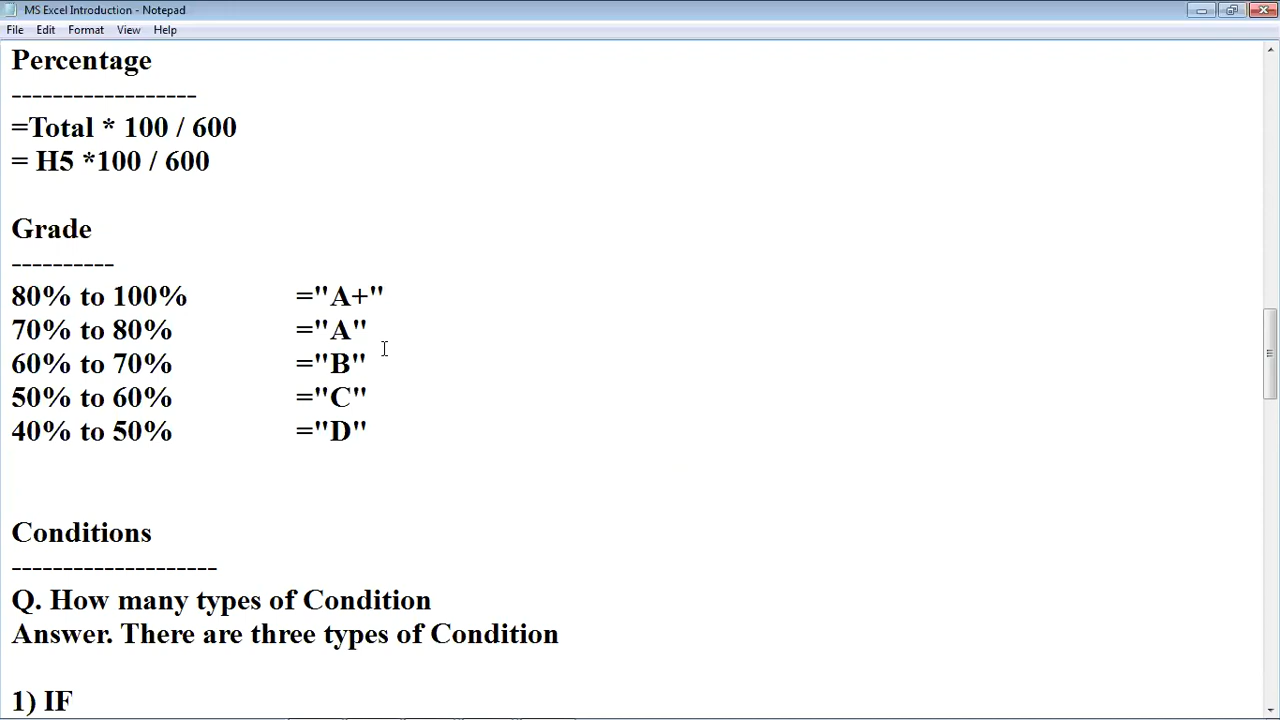 MS Excel Introduction - Notepad
File Edit Format View Help
Percentage
------------------
=Total * 100 / 600
= H5 *100 / 600
Grade
----------
80% to 100% ="A+"
70% to 80% ="A"
60% to 70% ="B"
50% to 60% ="C"
40% to 50% ="D"
Conditions
--------------------
Q. How many types of Condition
Answer. There are three types of Condition
1) IF